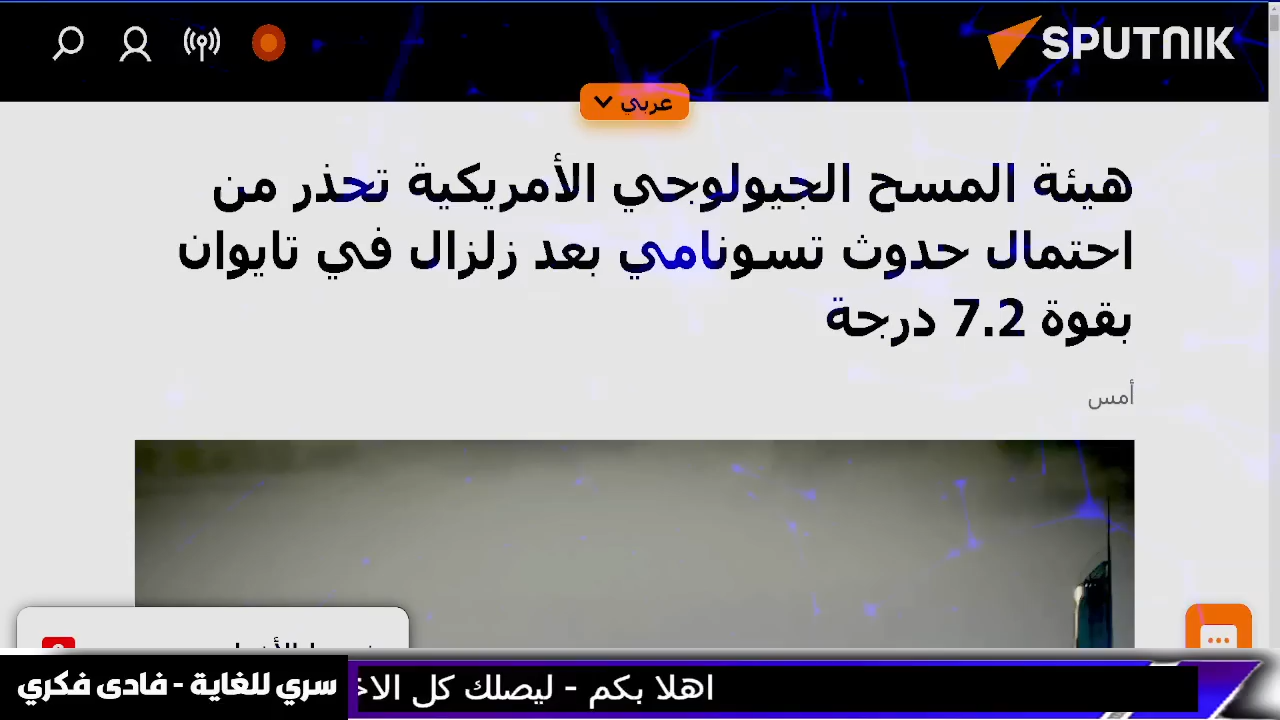 SPUTNIK
عربي
هيئة المسح الجيولوجي الأمريكية تحذر من
احتمال حدوث تسونامي بعد زلزال في تايوان
بقوة 7.2 درجة
أمس
سري للغاية - فادى فكري
اهلا بكم - ليصلك كل